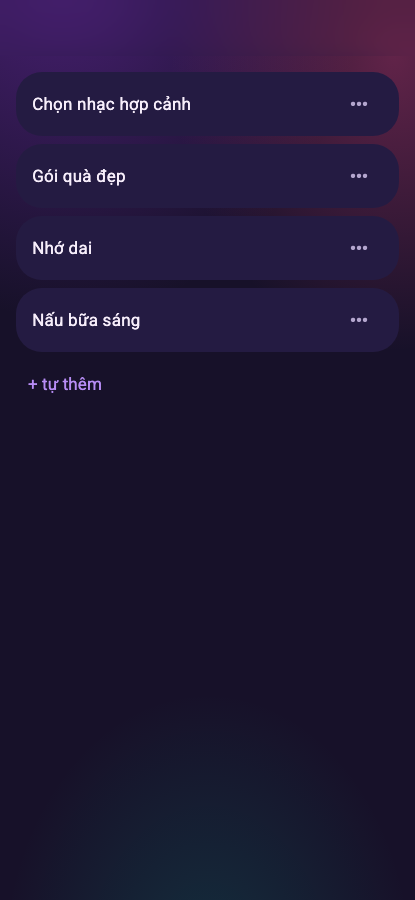 Chọn nhạc hợp cảnh
Gói quà đẹp
Nhớ dai
Nấu bữa sáng
+ tự thêm